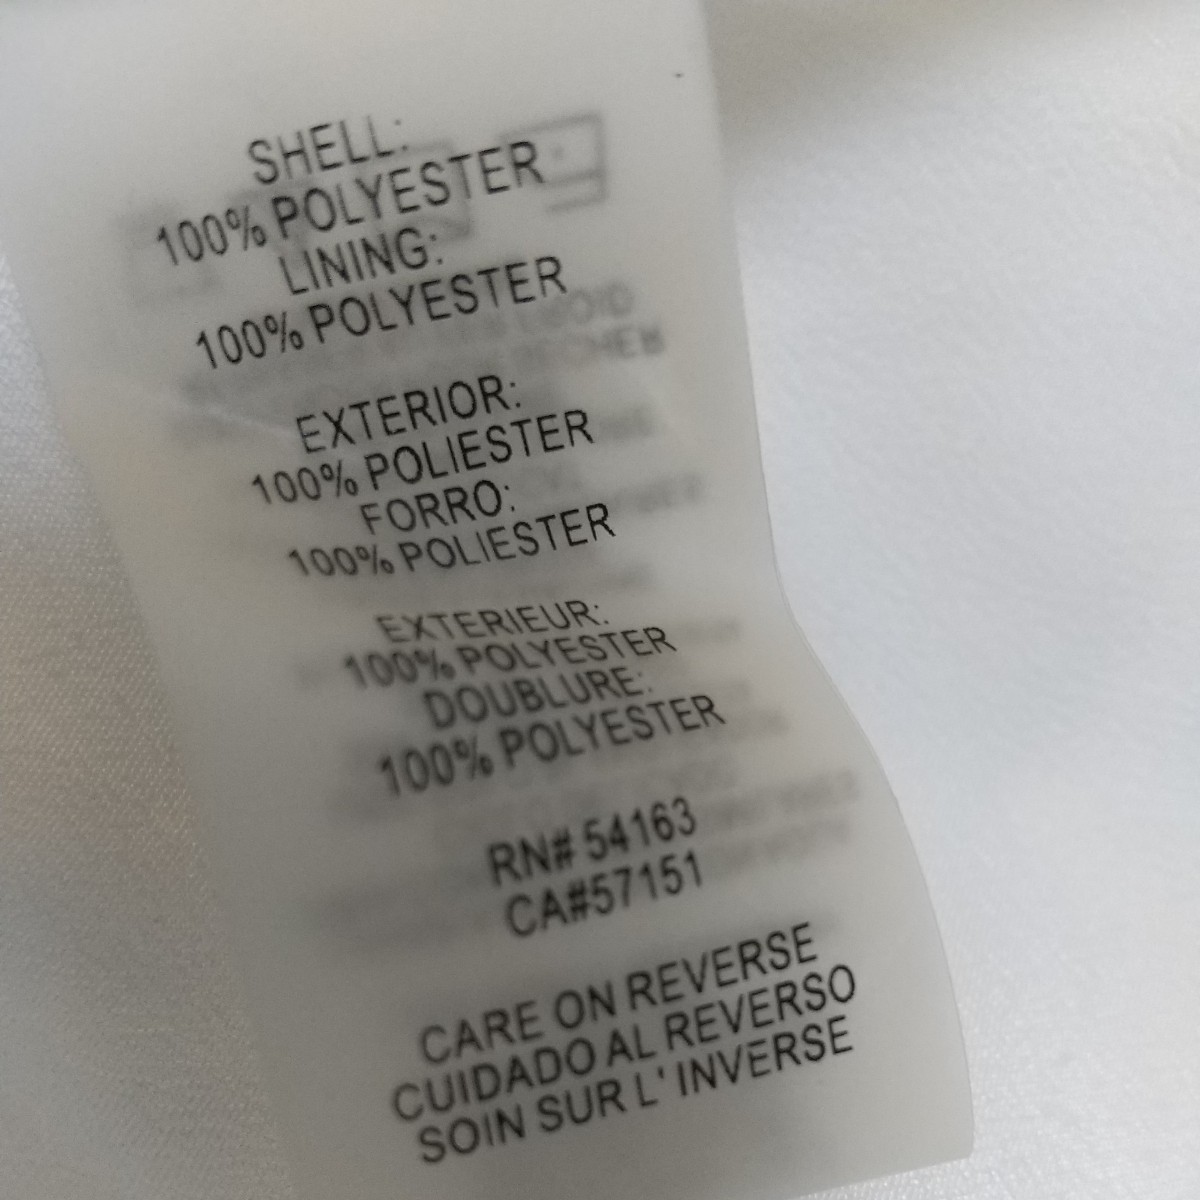 SHELL:
100% POLYESTER
LINING:
100% POLYESTER
EXTERIOR:
100% POLIESTER
FORRO:
100% POLIESTER
EXTERIEUR:
100% POLYESTER
DOUBLURE:
100% POLYESTER
RN# 54163
CA#57151
CARE ON REVERSE
CUIDADO AL REVERSO
SOIN SUR L' INVERSE